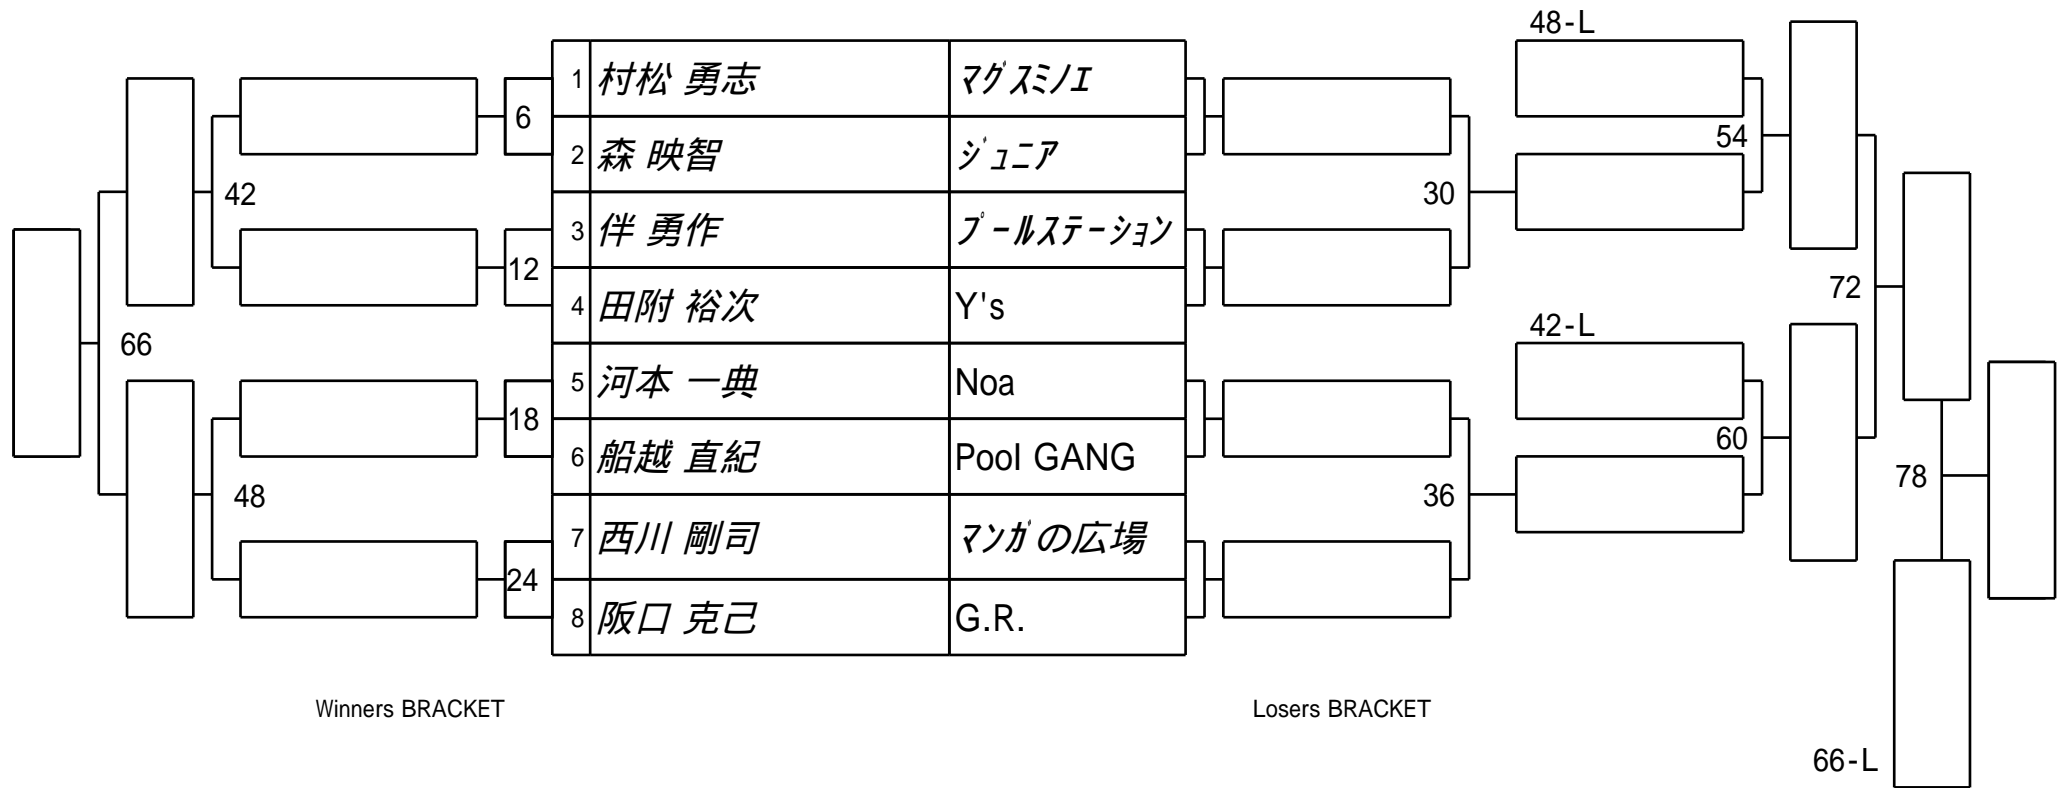 48-L
1 村松 勇志 マグスミノエ
6
2 森 映智 ジュニア
54
42
30
3 伴 勇作 プールステーション
12
4 田附 裕次 Y's
72
66
42-L
5 河本 一典 Noa
18
6 船越 直紀 Pool GANG
60
48
36
78
7 西川 剛司 マンガの広場
24
8 阪口 克己 G.R.
Winners BRACKET
Losers BRACKET
66-L